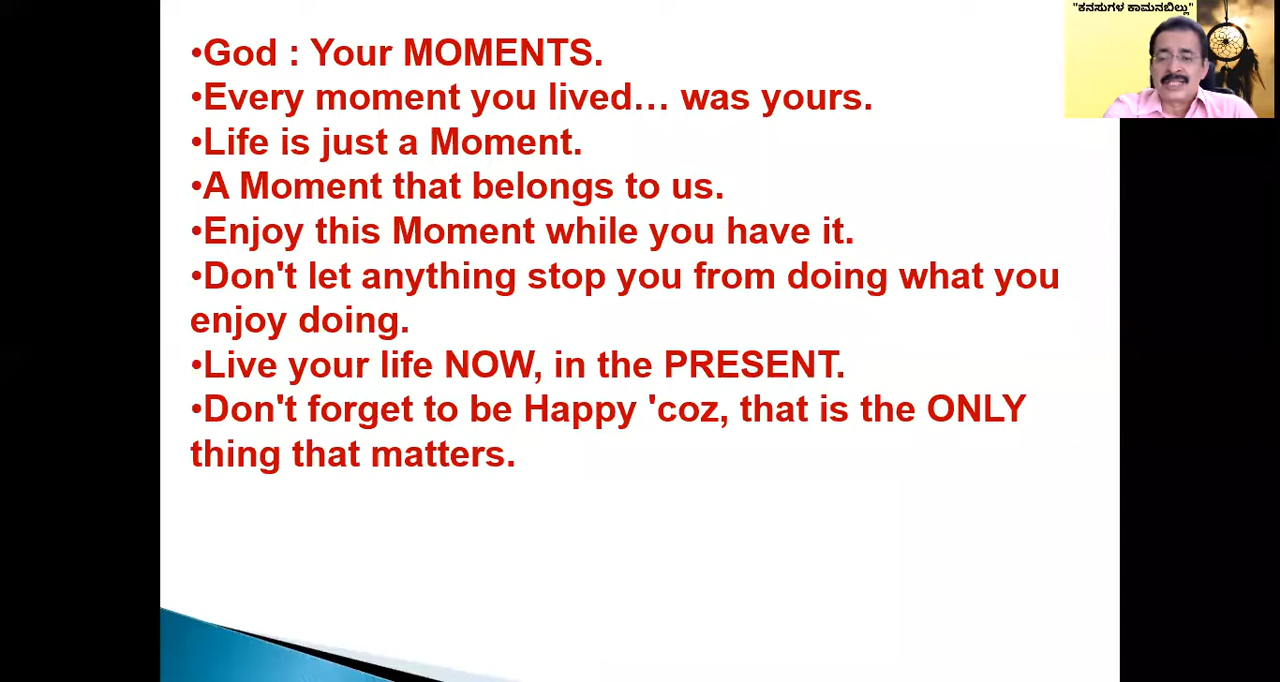 "ಕನಸುಗಳ ಕಾಮನಬಿಲ್ಲು"
•God : Your MOMENTS.
•Every moment you lived… was yours.
•Life is just a Moment.
•A Moment that belongs to us.
•Enjoy this Moment while you have it.
•Don't let anything stop you from doing what you
enjoy doing.
•Live your life NOW, in the PRESENT.
•Don't forget to be Happy 'coz, that is the ONLY
thing that matters.